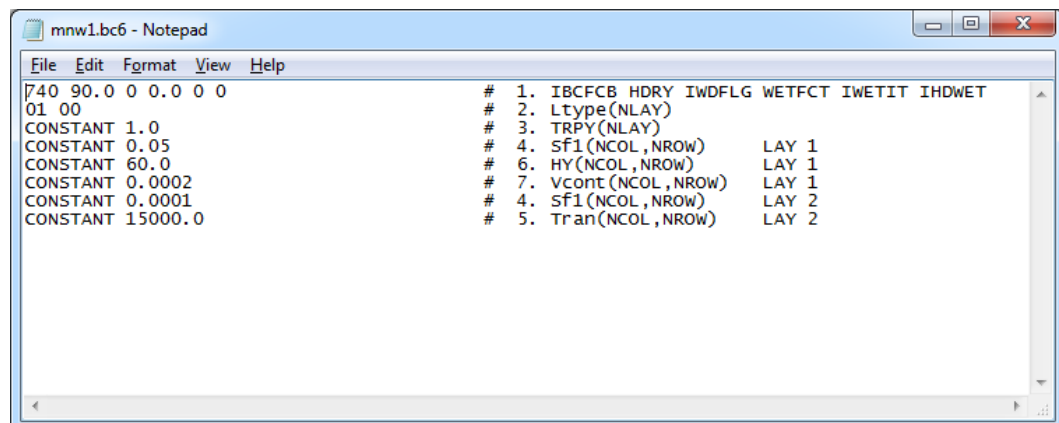 mnw1.bc6 - Notepad
File Edit Format View Help
740 90.0 0 0.0 0 0 # 1. IBCFCB HDRY IWDFLG WETFCT IWETIT IHDWET
01 00 # 2. Ltype(NLAY)
CONSTANT 1.0 # 3. TRPY(NLAY)
CONSTANT 0.05 # 4. Sf1(NCOL,NROW) LAY 1
CONSTANT 60.0 # 6. HY(NCOL,NROW) LAY 1
CONSTANT 0.0002 # 7. Vcont(NCOL,NROW) LAY 1
CONSTANT 0.0001 # 4. Sf1(NCOL,NROW) LAY 2
CONSTANT 15000.0 # 5. Tran(NCOL,NROW) LAY 2